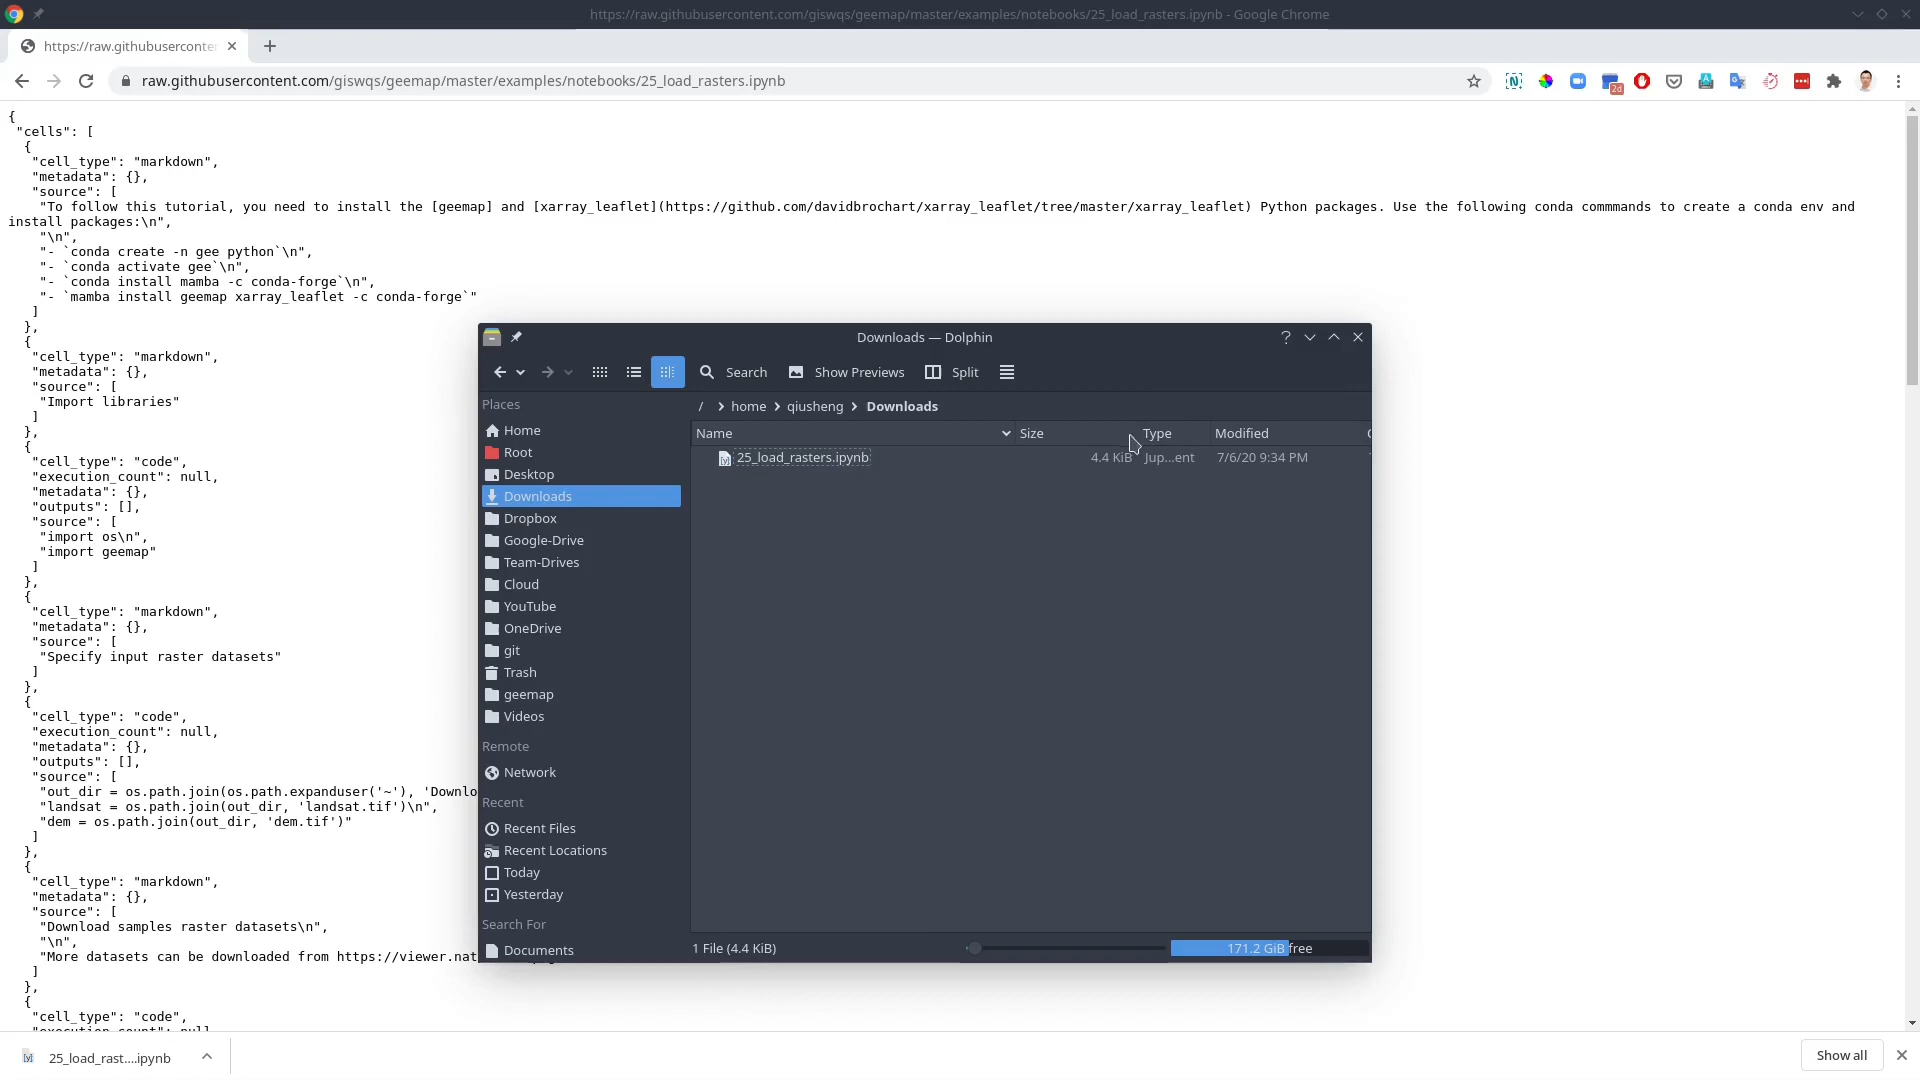 https://raw.githubusercontent.com/giswqs/geemap/master/examples/notebooks/25_load_rasters.ipynb - Google Chrome
https://raw.githubuserconte
raw.githubusercontent.com/giswqs/geemap/master/examples/notebooks/25_load_rasters.ipynb
2d
{
"cells": [
{
"cell_type": "markdown",
"metadata": {},
"source": [
"To follow this tutorial, you need to install the [geemap] and [xarray_leaflet](https://github.com/davidbrochart/xarray_leaflet/tree/master/xarray_leaflet) Python packages. Use the following conda commmands to create a conda env and
install packages:\n",
"\n",
"- `conda create -n gee python`\n",
"- `conda activate gee`\n",
"- `conda install mamba -c conda-forge`\n",
"- `mamba install geemap xarray_leaflet -c conda-forge`"
]
},
{
"cell_type": "markdown",
"metadata": {},
"source": [
"Import libraries"
]
},
{
"cell_type": "code",
"execution_count": null,
"metadata": {},
"outputs": [],
"source": [
"import os\n",
"import geemap"
]
},
{
"cell_type": "markdown",
"metadata": {},
"source": [
"Specify input raster datasets"
]
},
{
"cell_type": "code",
"execution_count": null,
"metadata": {},
"outputs": [],
"source": [
"out_dir = os.path.join(os.path.expanduser('~'), 'Downlo
"landsat = os.path.join(out_dir, 'landsat.tif')\n",
"dem = os.path.join(out_dir, 'dem.tif')"
]
},
{
"cell_type": "markdown",
"metadata": {},
"source": [
"Download samples raster datasets\n",
"\n",
"More datasets can be downloaded from https://viewer.nat
]
},
{
"cell_type": "code",
"execution_count": null
Downloads — Dolphin
Search
Show Previews
Split
Places
Home
Root
Desktop
Downloads
Dropbox
Google-Drive
Team-Drives
Cloud
YouTube
OneDrive
git
Trash
geemap
Videos
Remote
Network
Recent
Recent Files
Recent Locations
Today
Yesterday
Search For
Documents
/ > home > qiusheng > Downloads
Name Size Type Modified
25_load_rasters.ipynb 4.4 KiB Jup...ent 7/6/20 9:34 PM
1 File (4.4 KiB)
171.2 GiB free
25_load_rast....ipynb
Show all